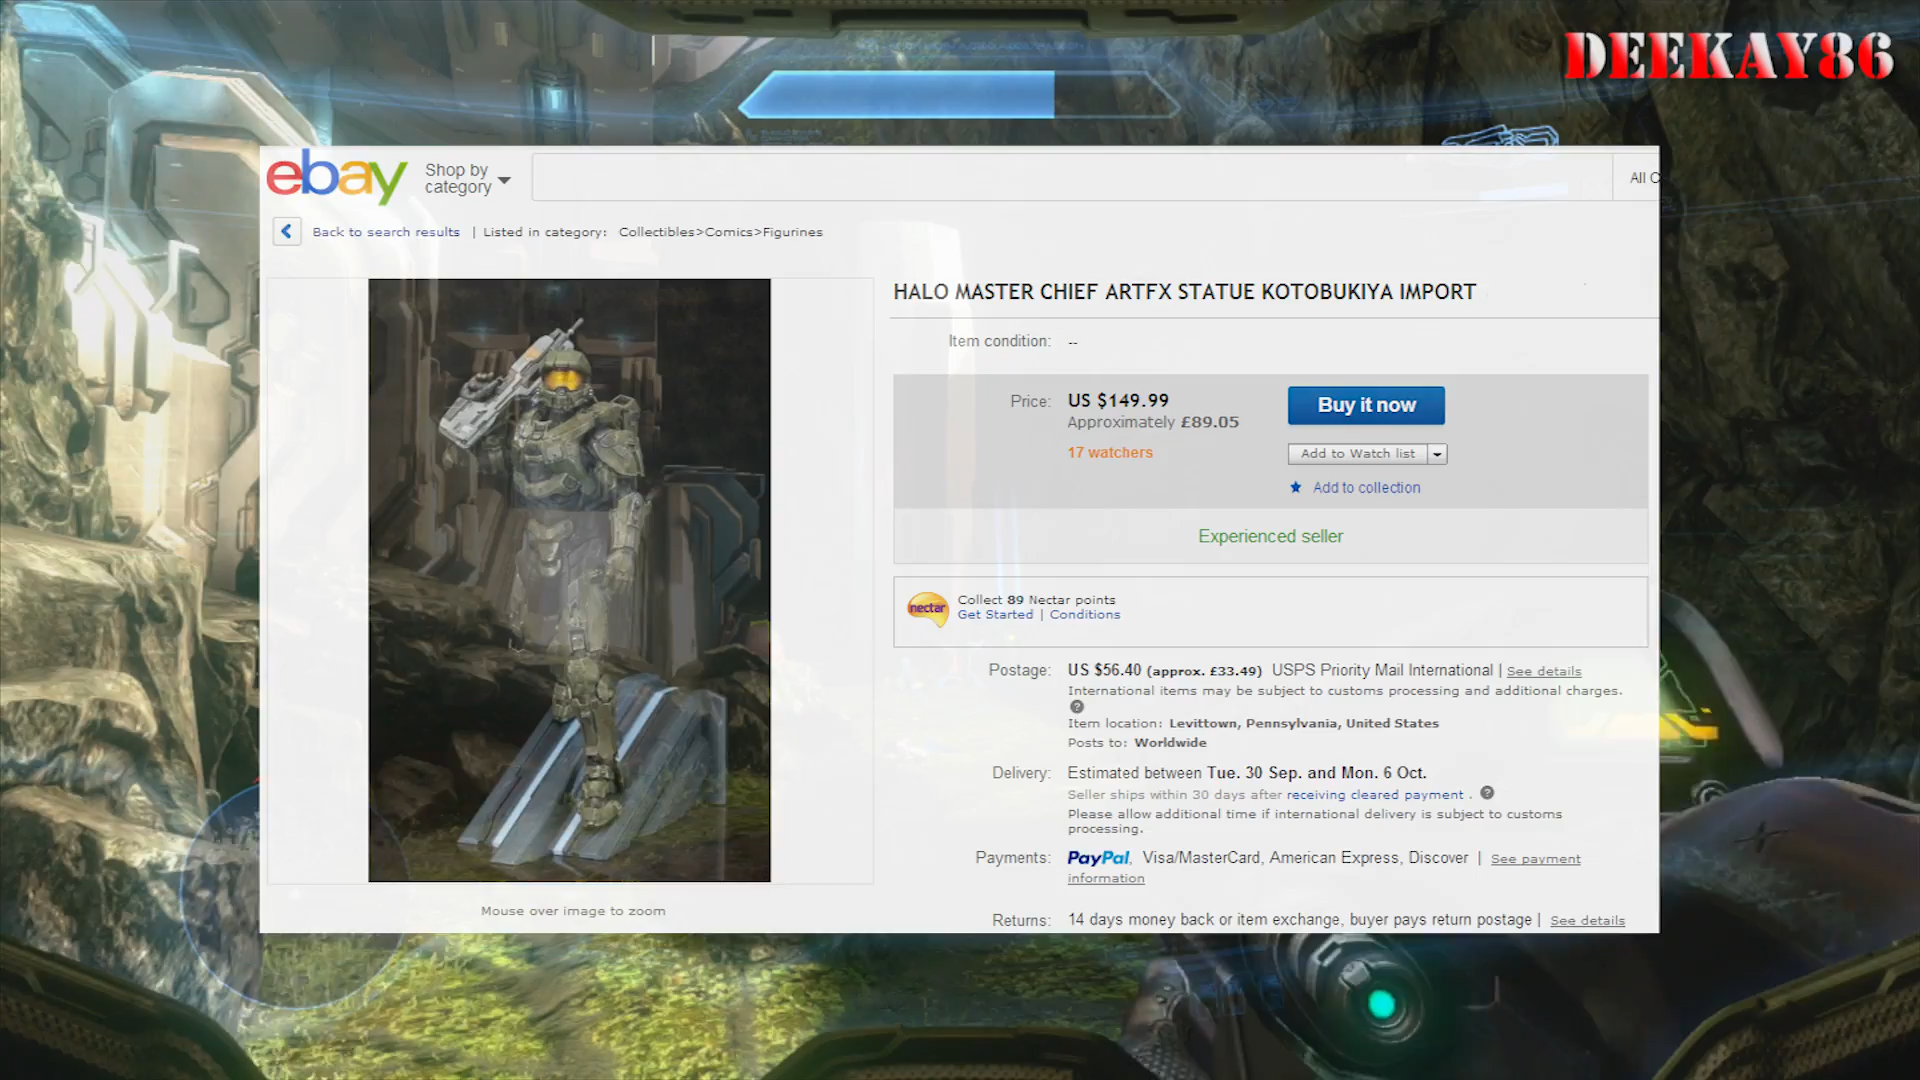 DEEKAY86
ebay
Shop by
category
All C
Back to search results | Listed in category: Collectibles>Comics>Figurines
HALO MASTER CHIEF ARTFX STATUE KOTOBUKIYA IMPORT
Item condition: --
Price: US $149.99
Approximately £89.05
17 watchers
Buy it now
Add to Watch list
Add to collection
Experienced seller
nectar
Collect 89 Nectar points
Get Started | Conditions
Postage: US $56.40 (approx. £33.49) USPS Priority Mail International | See details
International items may be subject to customs processing and additional charges.
?
Item location: Levittown, Pennsylvania, United States
Posts to: Worldwide
Delivery: Estimated between Tue. 30 Sep. and Mon. 6 Oct.
Seller ships within 30 days after receiving cleared payment . ?
Please allow additional time if international delivery is subject to customs
processing.
Payments: PayPal, Visa/MasterCard, American Express, Discover | See payment
information
Returns: 14 days money back or item exchange, buyer pays return postage | See details
Mouse over image to zoom